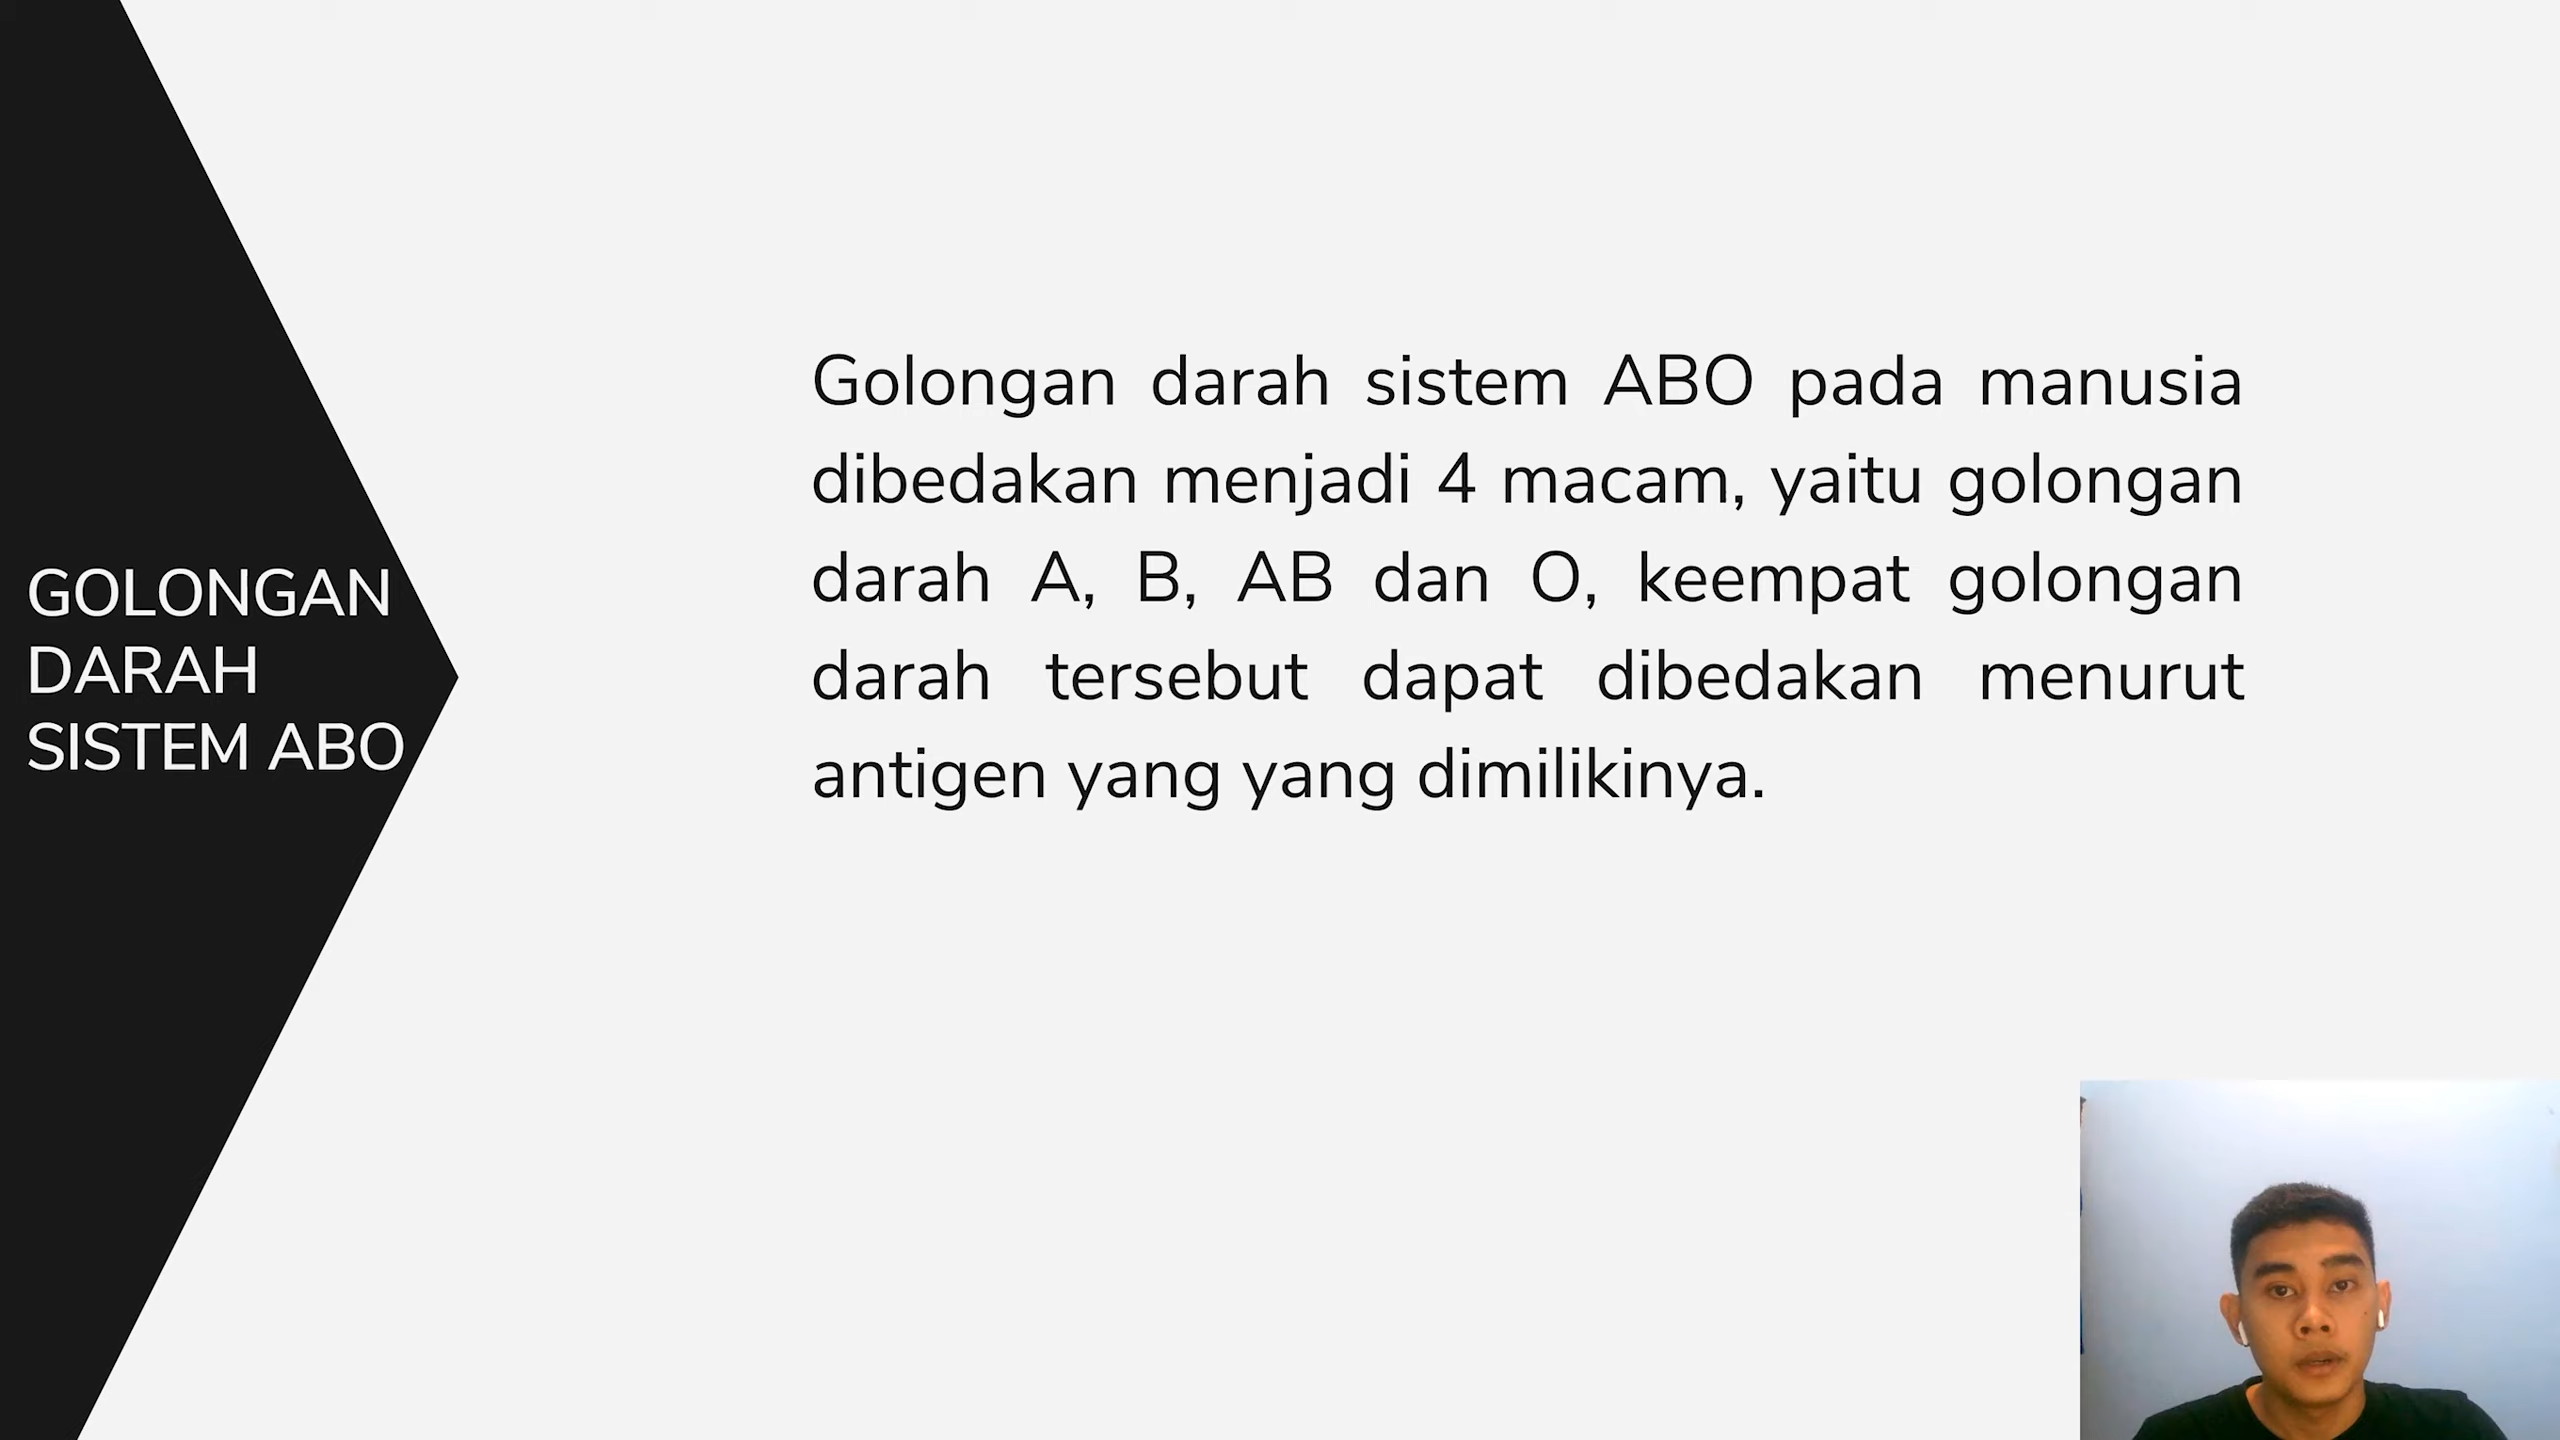 GOLONGAN
DARAH
SISTEM ABO
Golongan darah sistem ABO pada manusia
dibedakan menjadi 4 macam, yaitu golongan
darah A, B, AB dan O, keempat golongan
darah tersebut dapat dibedakan menurut
antigen yang yang dimilikinya.